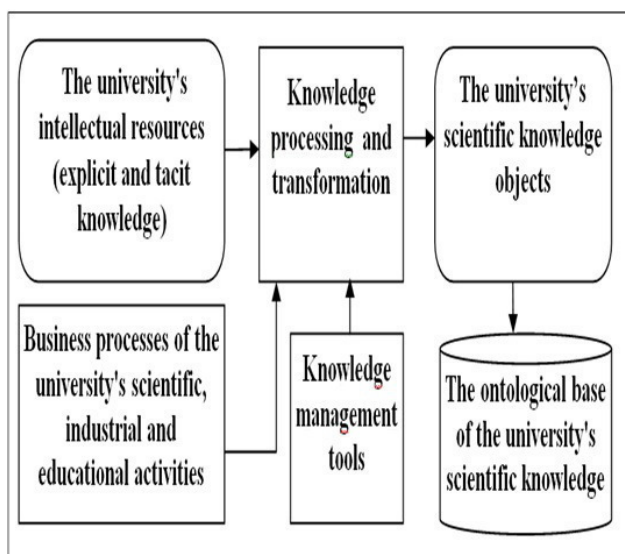 The university's
intellectual resources
(explicit and tacit
knowledge)
Knowledge
processing and
transformation
The university’s
scientific knowledge
objects
Business processes of the
university's scientific,
industrial and
educational activities
Knowledge
management
tools
The ontological base
of the university's
scientific knowledge